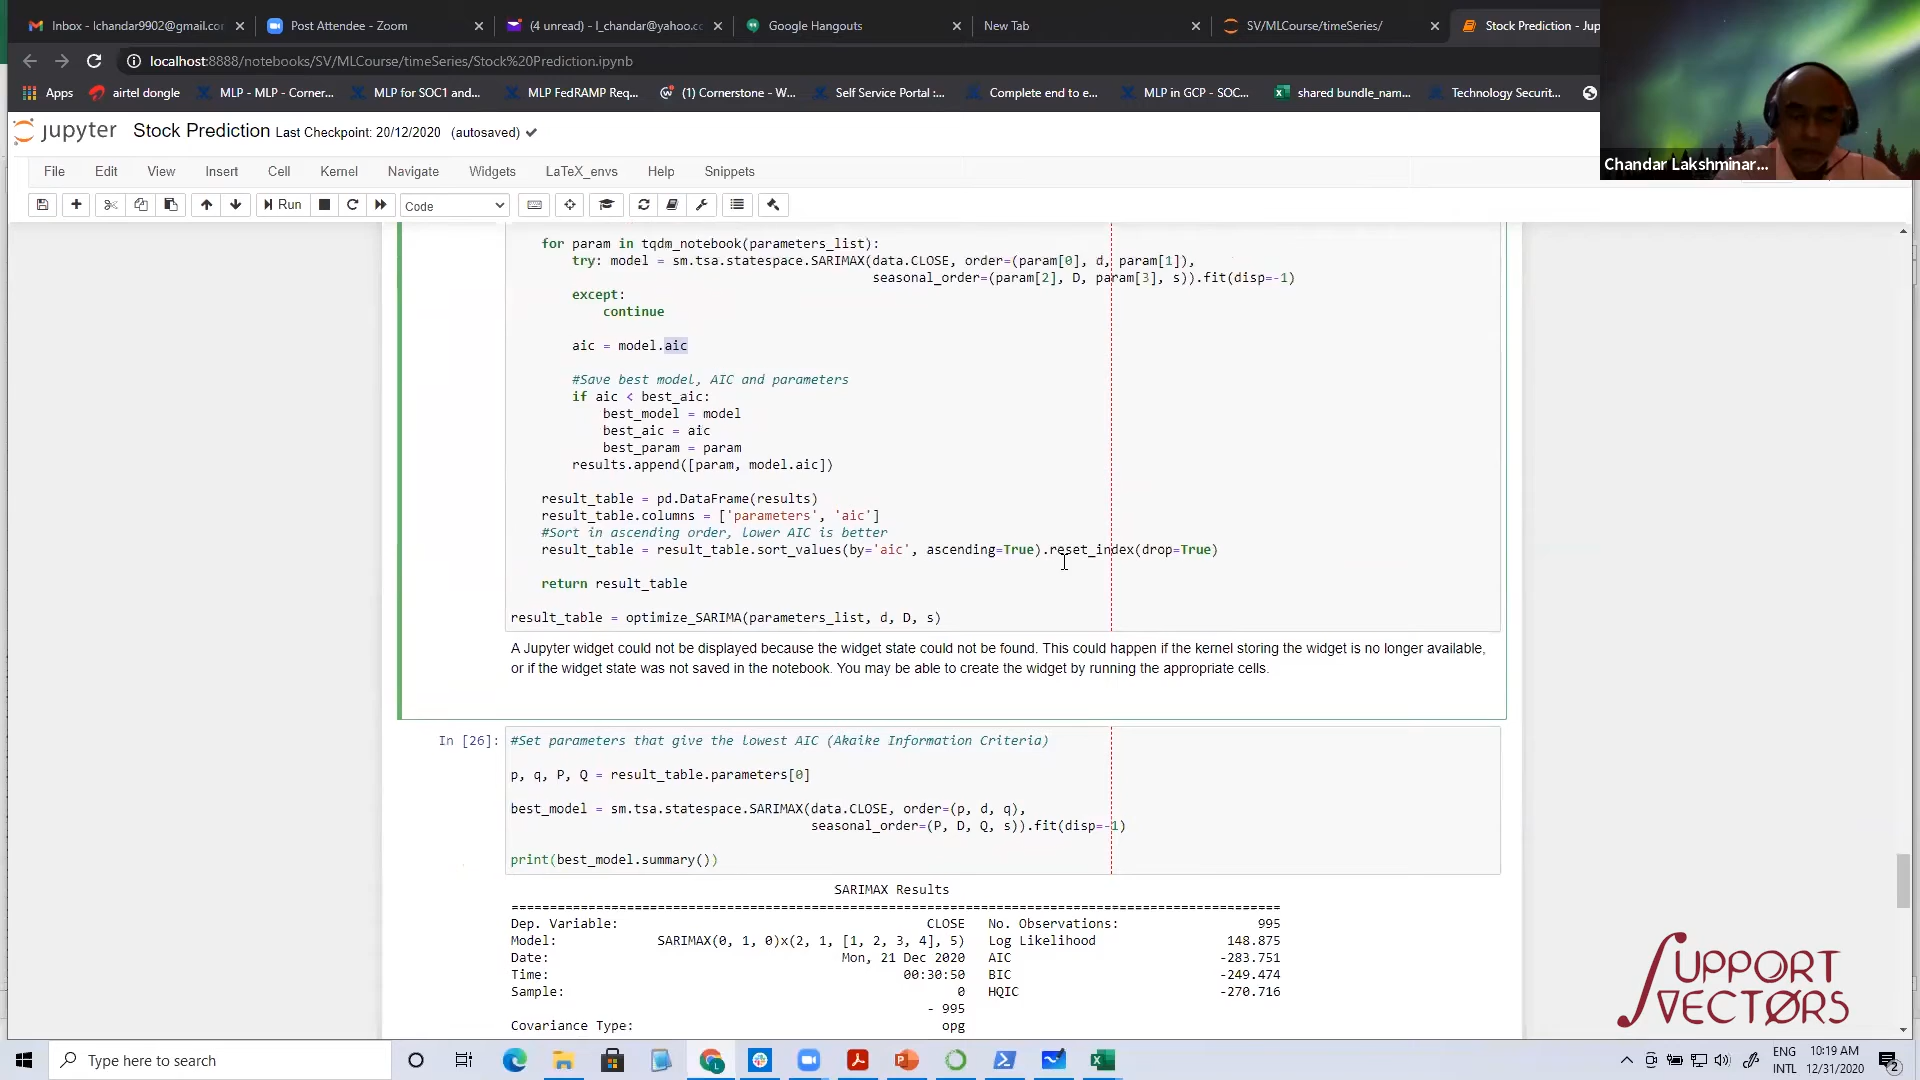 Inbox - lchandar9902@gmail.co
Post Attendee - Zoom
(4 unread) - l_chandar@yahoo.c
Google Hangouts
New Tab
SV/MLCourse/timeSeries/
Stock Prediction - Jup
localhost:8888/notebooks/SV/MLCourse/timeSeries/Stock%20Prediction.ipynb
Apps
airtel dongle
MLP - MLP - Corner...
MLP for SOC1 and...
MLP FedRAMP Req...
(1) Cornerstone - W...
Self Service Portal :...
Complete end to e...
MLP in GCP - SOC...
shared bundle_nam...
Technology Securit...
Chandar Lakshminar...
jupyter Stock Prediction Last Checkpoint: 20/12/2020 (autosaved)
File Edit View Insert Cell Kernel Navigate Widgets LaTeX_envs Help Snippets
Run
Code
for param in tqdm_notebook(parameters_list):
try: model = sm.tsa.statespace.SARIMAX(data.CLOSE, order=(param[0], d, param[1]),
seasonal_order=(param[2], D, param[3], s)).fit(disp=-1)
except:
continue
aic = model.aic
#Save best model, AIC and parameters
if aic < best_aic:
best_model = model
best_aic = aic
best_param = param
results.append([param, model.aic])
result_table = pd.DataFrame(results)
result_table.columns = ['parameters', 'aic']
#Sort in ascending order, lower AIC is better
result_table = result_table.sort_values(by='aic', ascending=True).reset_index(drop=True)
return result_table
result_table = optimize_SARIMA(parameters_list, d, D, s)
A Jupyter widget could not be displayed because the widget state could not be found. This could happen if the kernel storing the widget is no longer available,
or if the widget state was not saved in the notebook. You may be able to create the widget by running the appropriate cells.
In [26]: #Set parameters that give the lowest AIC (Akaike Information Criteria)
p, q, P, Q = result_table.parameters[0]
best_model = sm.tsa.statespace.SARIMAX(data.CLOSE, order=(p, d, q),
seasonal_order=(P, D, Q, s)).fit(disp=-1)
print(best_model.summary())
SARIMAX Results
==========================================================================================
Dep. Variable: CLOSE No. Observations: 995
Model: SARIMAX(0, 1, 0)x(2, 1, [1, 2, 3, 4], 5) Log Likelihood 148.875
Date: Mon, 21 Dec 2020 AIC -283.751
Time: 00:30:50 BIC -249.474
Sample: 0 HQIC -270.716
- 995
Covariance Type: opg
SUPPORT
VECTORS
Type here to search
ENG
INTL
10:19 AM
12/31/2020
2